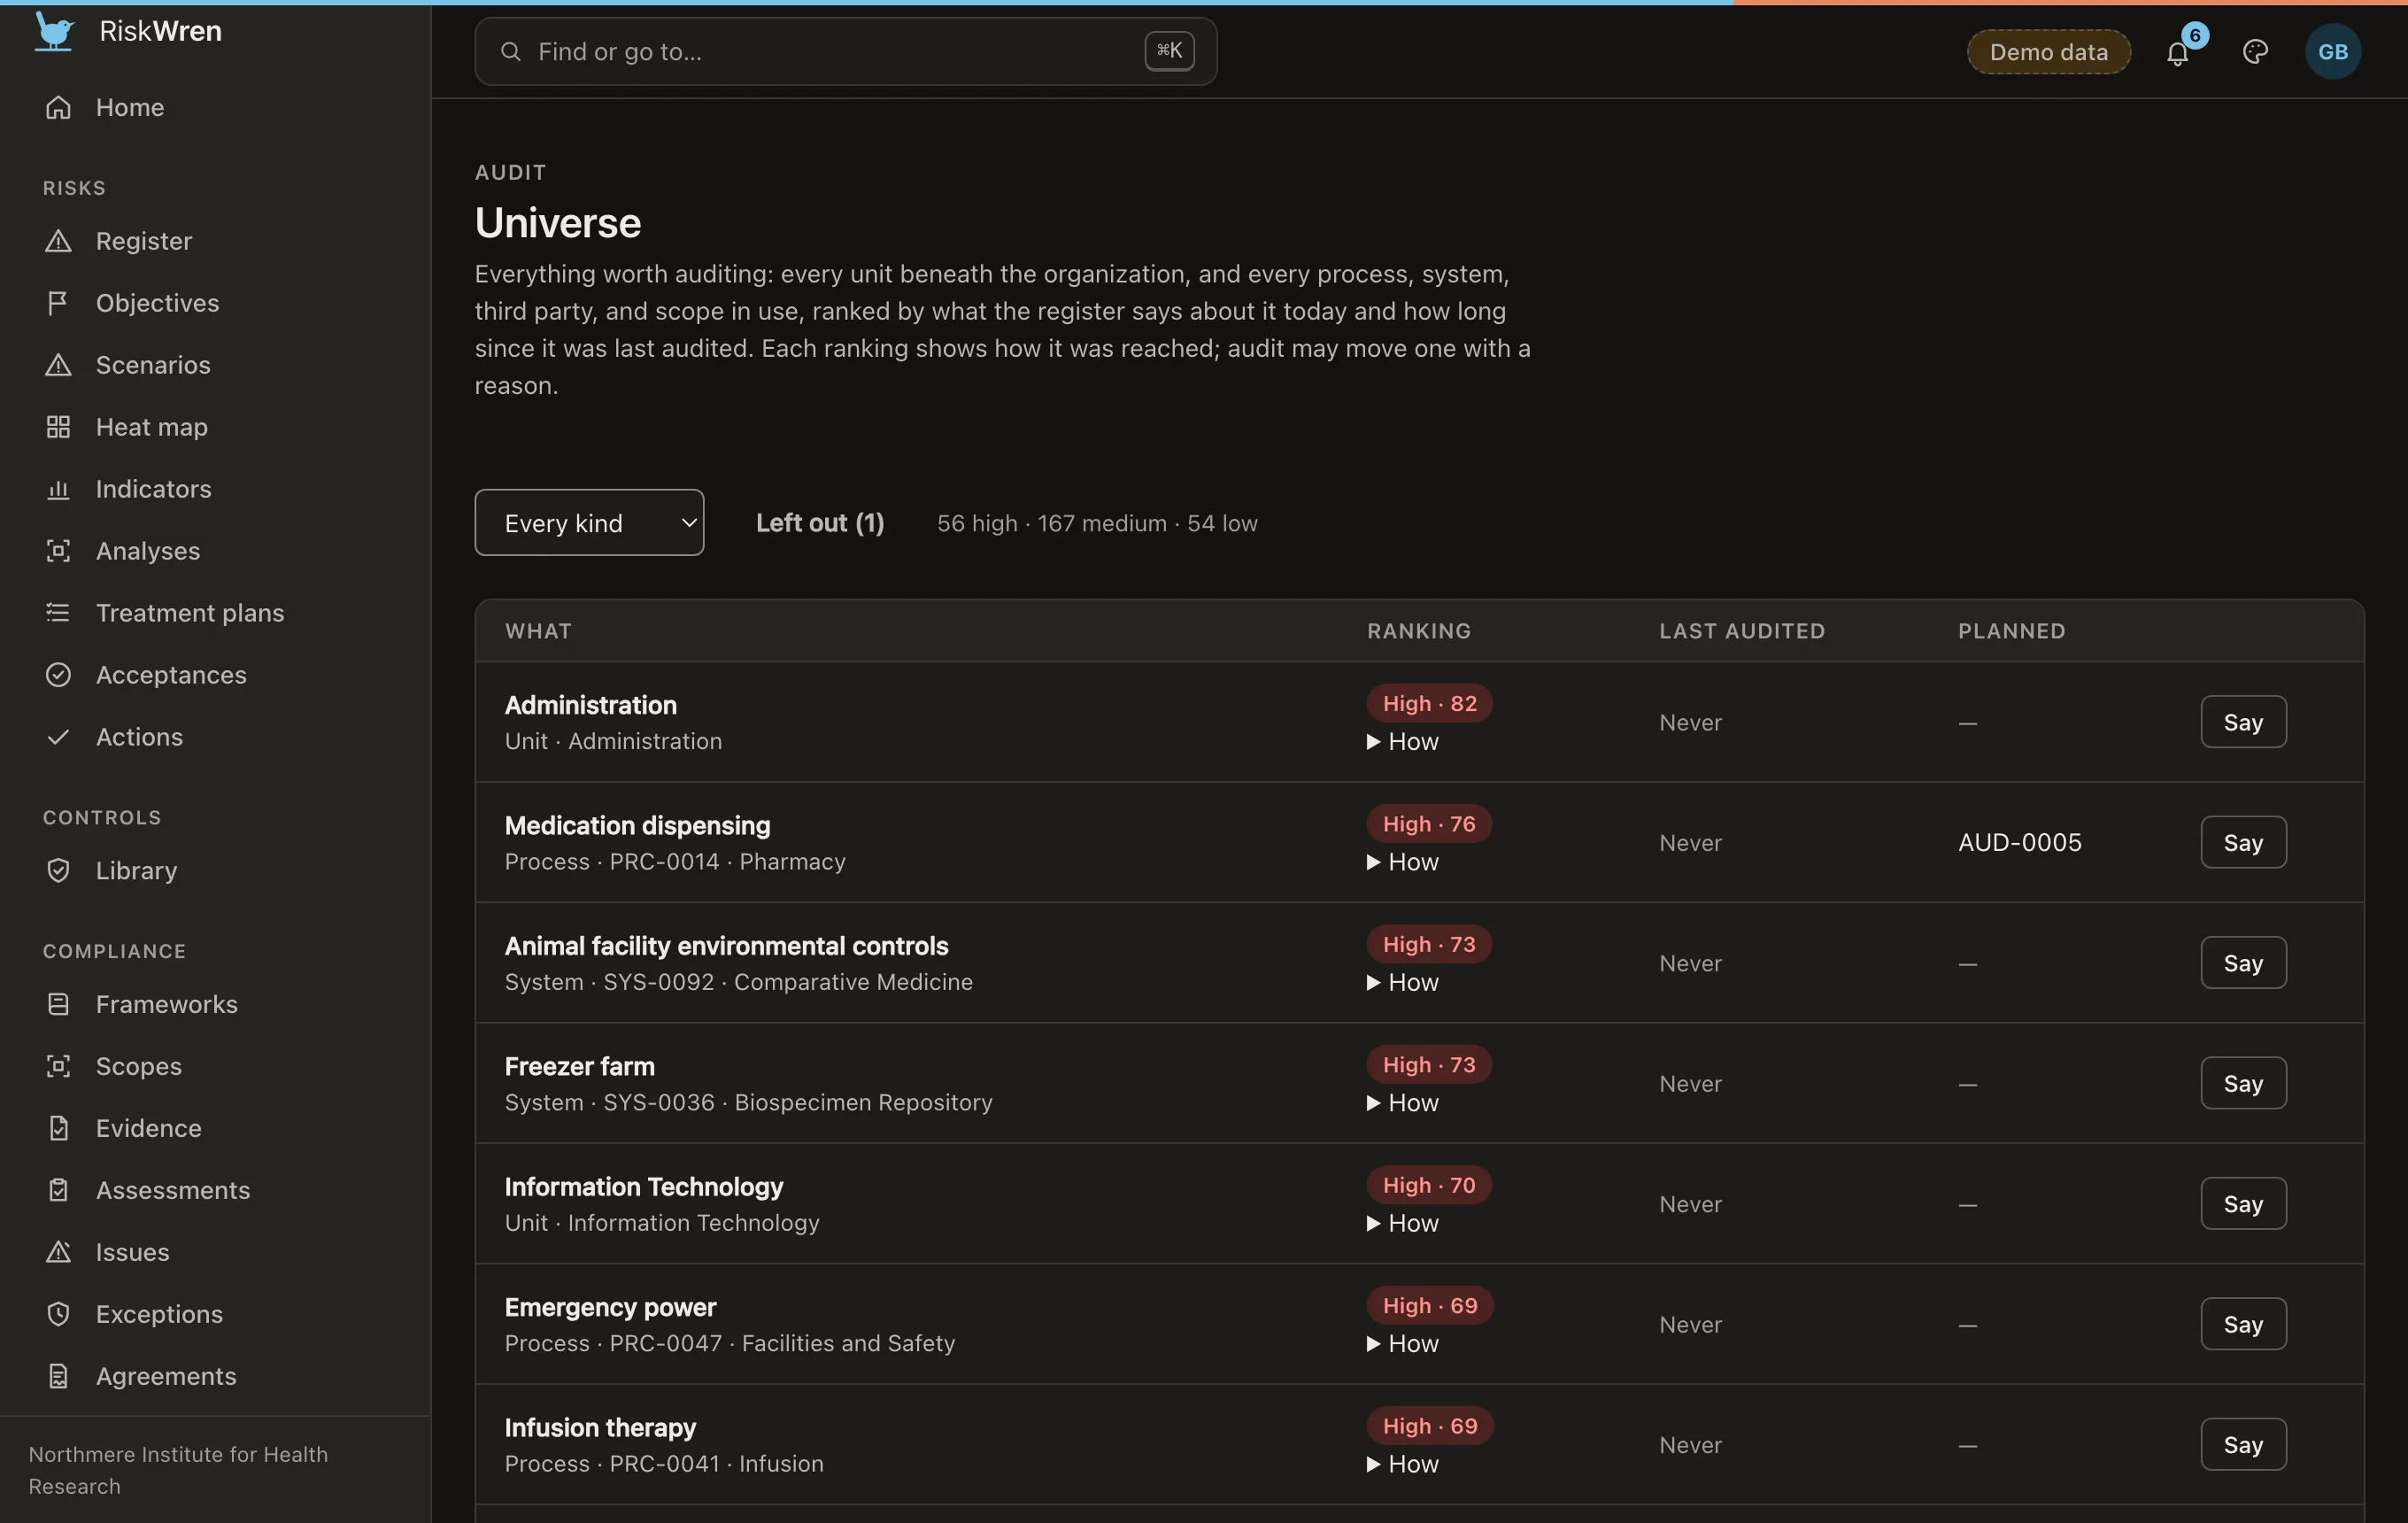 RiskWren
Find or go to...
⌘K
Demo data
6
GB
Home
RISKS
Register
Objectives
Scenarios
Heat map
Indicators
Analyses
Treatment plans
Acceptances
Actions
CONTROLS
Library
COMPLIANCE
Frameworks
Scopes
Evidence
Assessments
Issues
Exceptions
Agreements
Northmere Institute for Health
Research
AUDIT
Universe
Everything worth auditing: every unit beneath the organization, and every process, system,
third party, and scope in use, ranked by what the register says about it today and how long
since it was last audited. Each ranking shows how it was reached; audit may move one with a
reason.
Every kind
Left out (1)
56 high · 167 medium · 54 low
WHAT RANKING LAST AUDITED PLANNED
Administration
Unit · Administration
High · 82
How
Never
—
Say
Medication dispensing
Process · PRC-0014 · Pharmacy
High · 76
How
Never
AUD-0005
Say
Animal facility environmental controls
System · SYS-0092 · Comparative Medicine
High · 73
How
Never
—
Say
Freezer farm
System · SYS-0036 · Biospecimen Repository
High · 73
How
Never
—
Say
Information Technology
Unit · Information Technology
High · 70
How
Never
—
Say
Emergency power
Process · PRC-0047 · Facilities and Safety
High · 69
How
Never
—
Say
Infusion therapy
Process · PRC-0041 · Infusion
High · 69
How
Never
—
Say